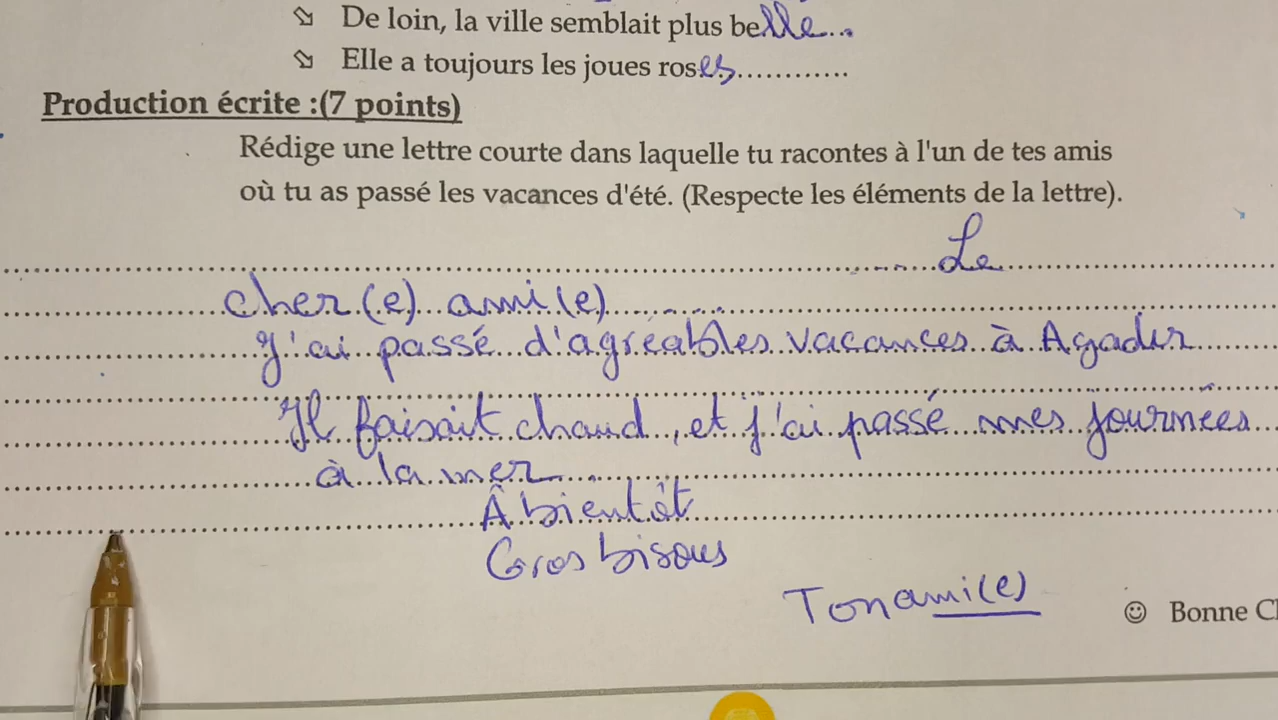 ⇘ De loin, la ville semblait plus belle...
⇘ Elle a toujours les joues roses............
Production écrite :(7 points)
Rédige une lettre courte dans laquelle tu racontes à l'un de tes amis
où tu as passé les vacances d'été. (Respecte les éléments de la lettre).
Le
cher(e) ami(e)
J'ai passé d'agréables vacances à Agadir
Il faisait chaud, et j'ai passé mes journées
à la mer
À bientôt
Gros bisous
Ton ami(e)
☺ Bonne